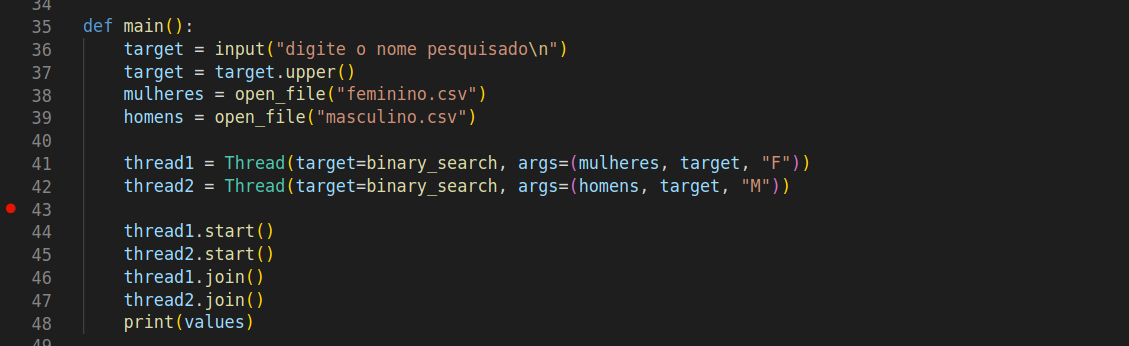 34
35 def main():
36     target = input("digite o nome pesquisado\n")
37     target = target.upper()
38     mulheres = open_file("feminino.csv")
39     homens = open_file("masculino.csv")
40
41     thread1 = Thread(target=binary_search, args=(mulheres, target, "F"))
42     thread2 = Thread(target=binary_search, args=(homens, target, "M"))
43
44     thread1.start()
45     thread2.start()
46     thread1.join()
47     thread2.join()
48     print(values)
49